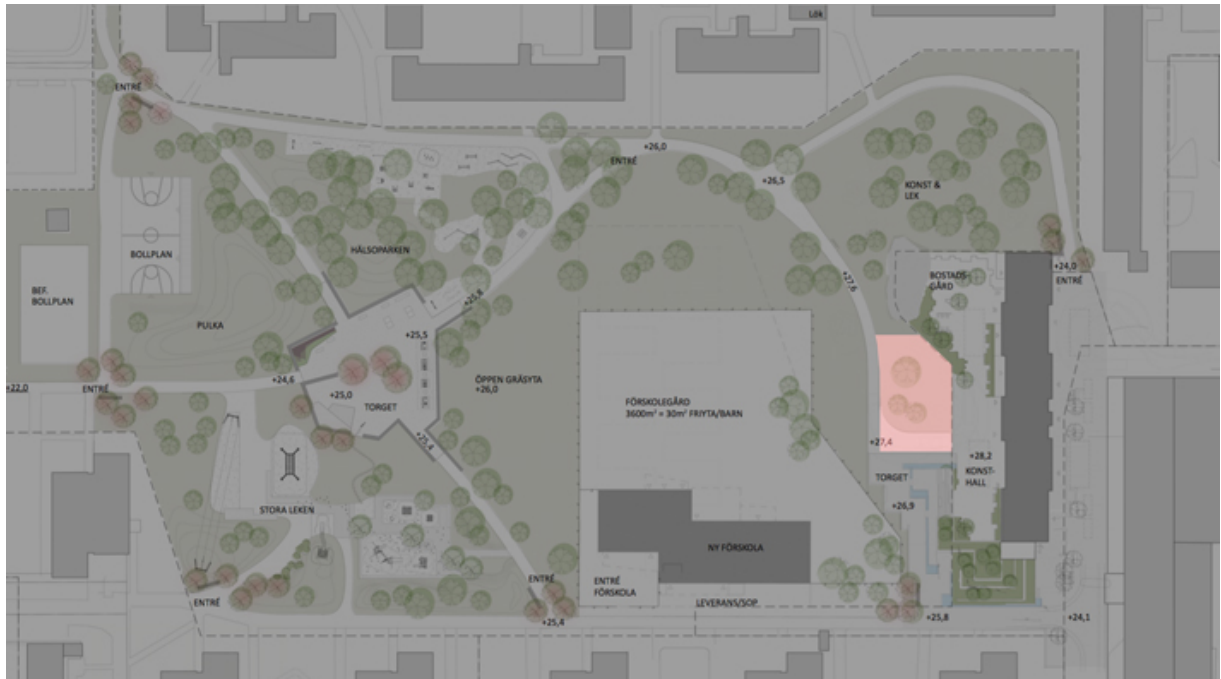 Lök
ENTRÉ
+26,0
ENTRÉ
+26,5
KONST &
LEK
HÄLSOPARKEN
BOLLPLAN
+24,0
ENTRÉ
BOSTADS-
GÅRD
+27,6
BEF.
BOLLPLAN
+25,8
PULKA
+25,5
+22,0
ENTRÉ
+24,6
ÖPPEN GRÄSYTA
+26,0
+25,0
TORGET
FÖRSKOLEGÅRD
3600m² = 30m² FRIYTA/BARN
+25,4
+27,4
+28,2
KONST-
HALL
TORGET
+26,9
STORA LEKEN
NY FÖRSKOLA
ENTRÉ
ENTRÉ
FÖRSKOLA
ENTRÉ
LEVERANS/SOP
+25,4
+25,8
+24,1